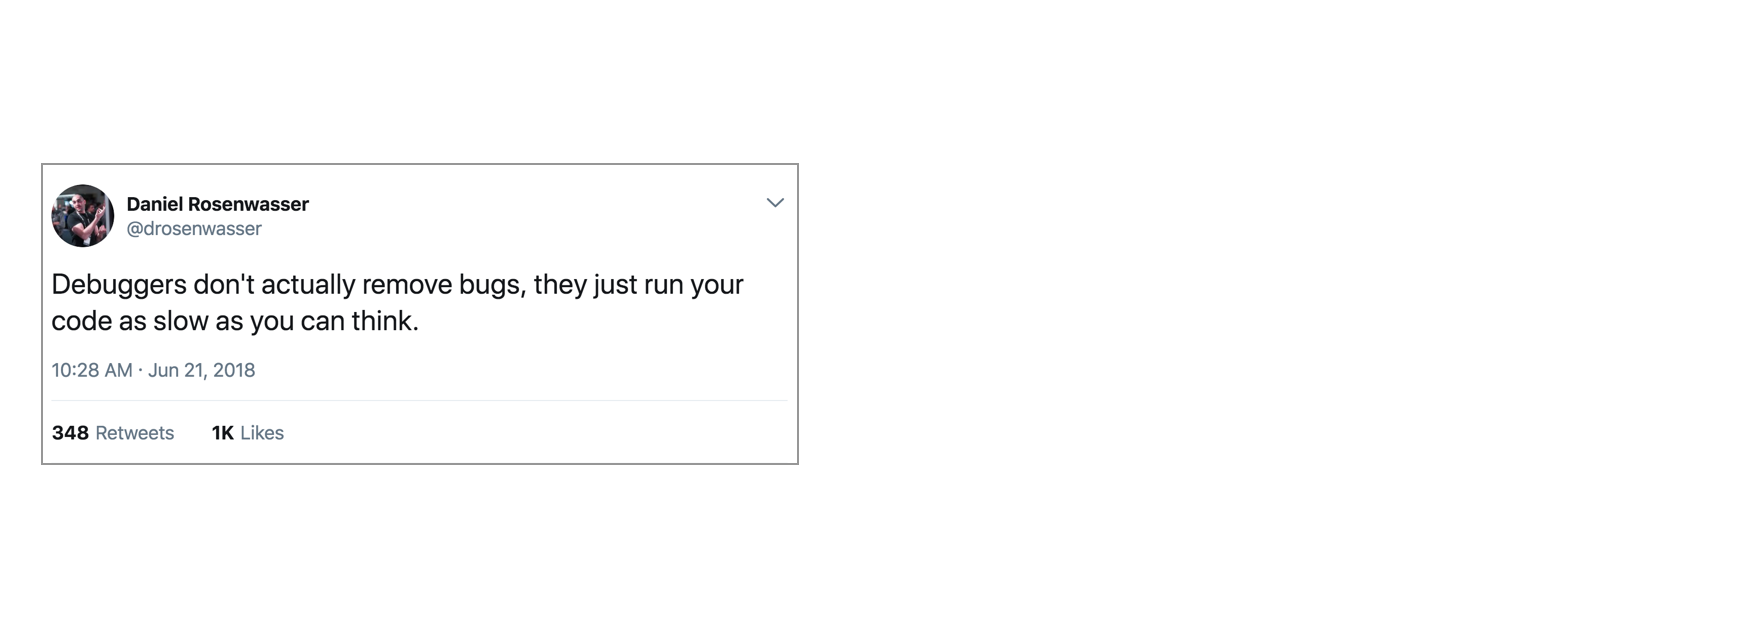 Daniel Rosenwasser
@drosenwasser
Debuggers don't actually remove bugs, they just run your
code as slow as you can think.
10:28 AM · Jun 21, 2018
348 Retweets 1K Likes